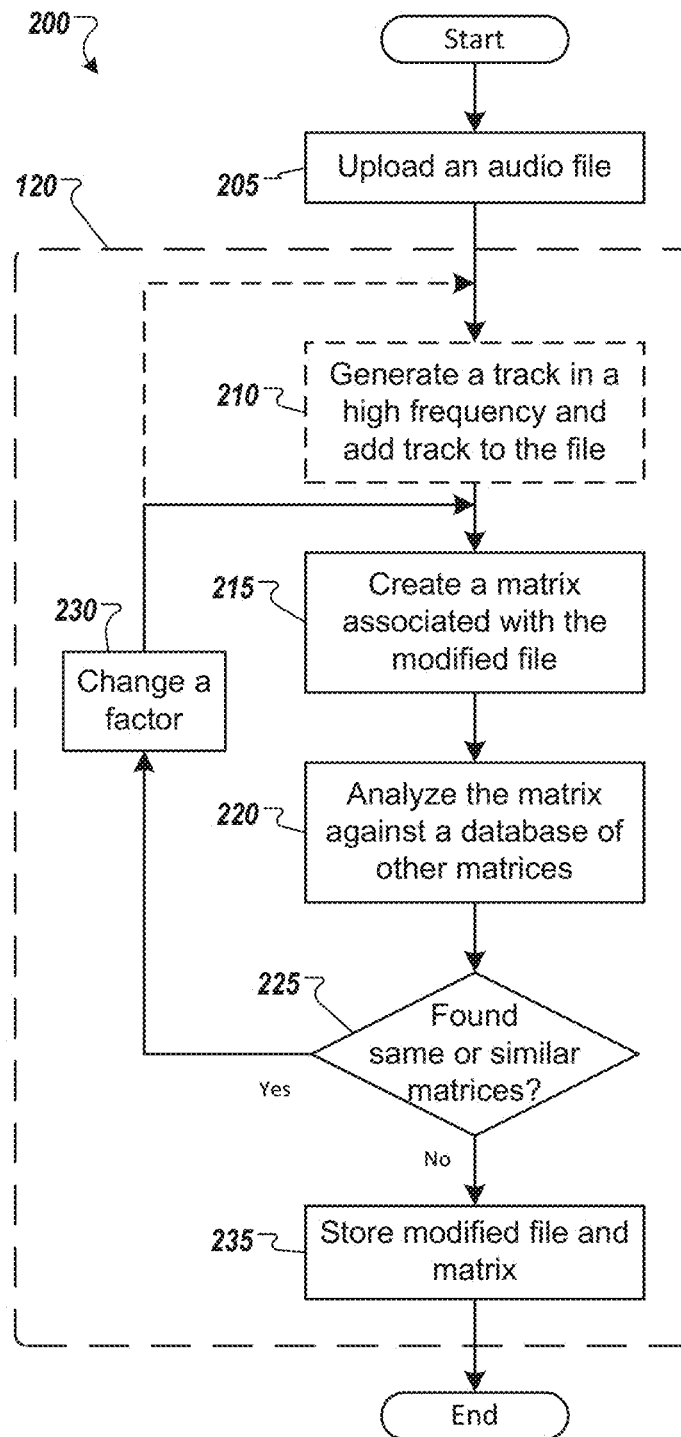 200
Start
205
Upload an audio file
120
210
Generate a track in a
high frequency and
add track to the file
215
Create a matrix
associated with the
modified file
230
Change a
factor
220
Analyze the matrix
against a database of
other matrices
225
Found
same or similar
matrices?
Yes
No
235
Store modified file and
matrix
End